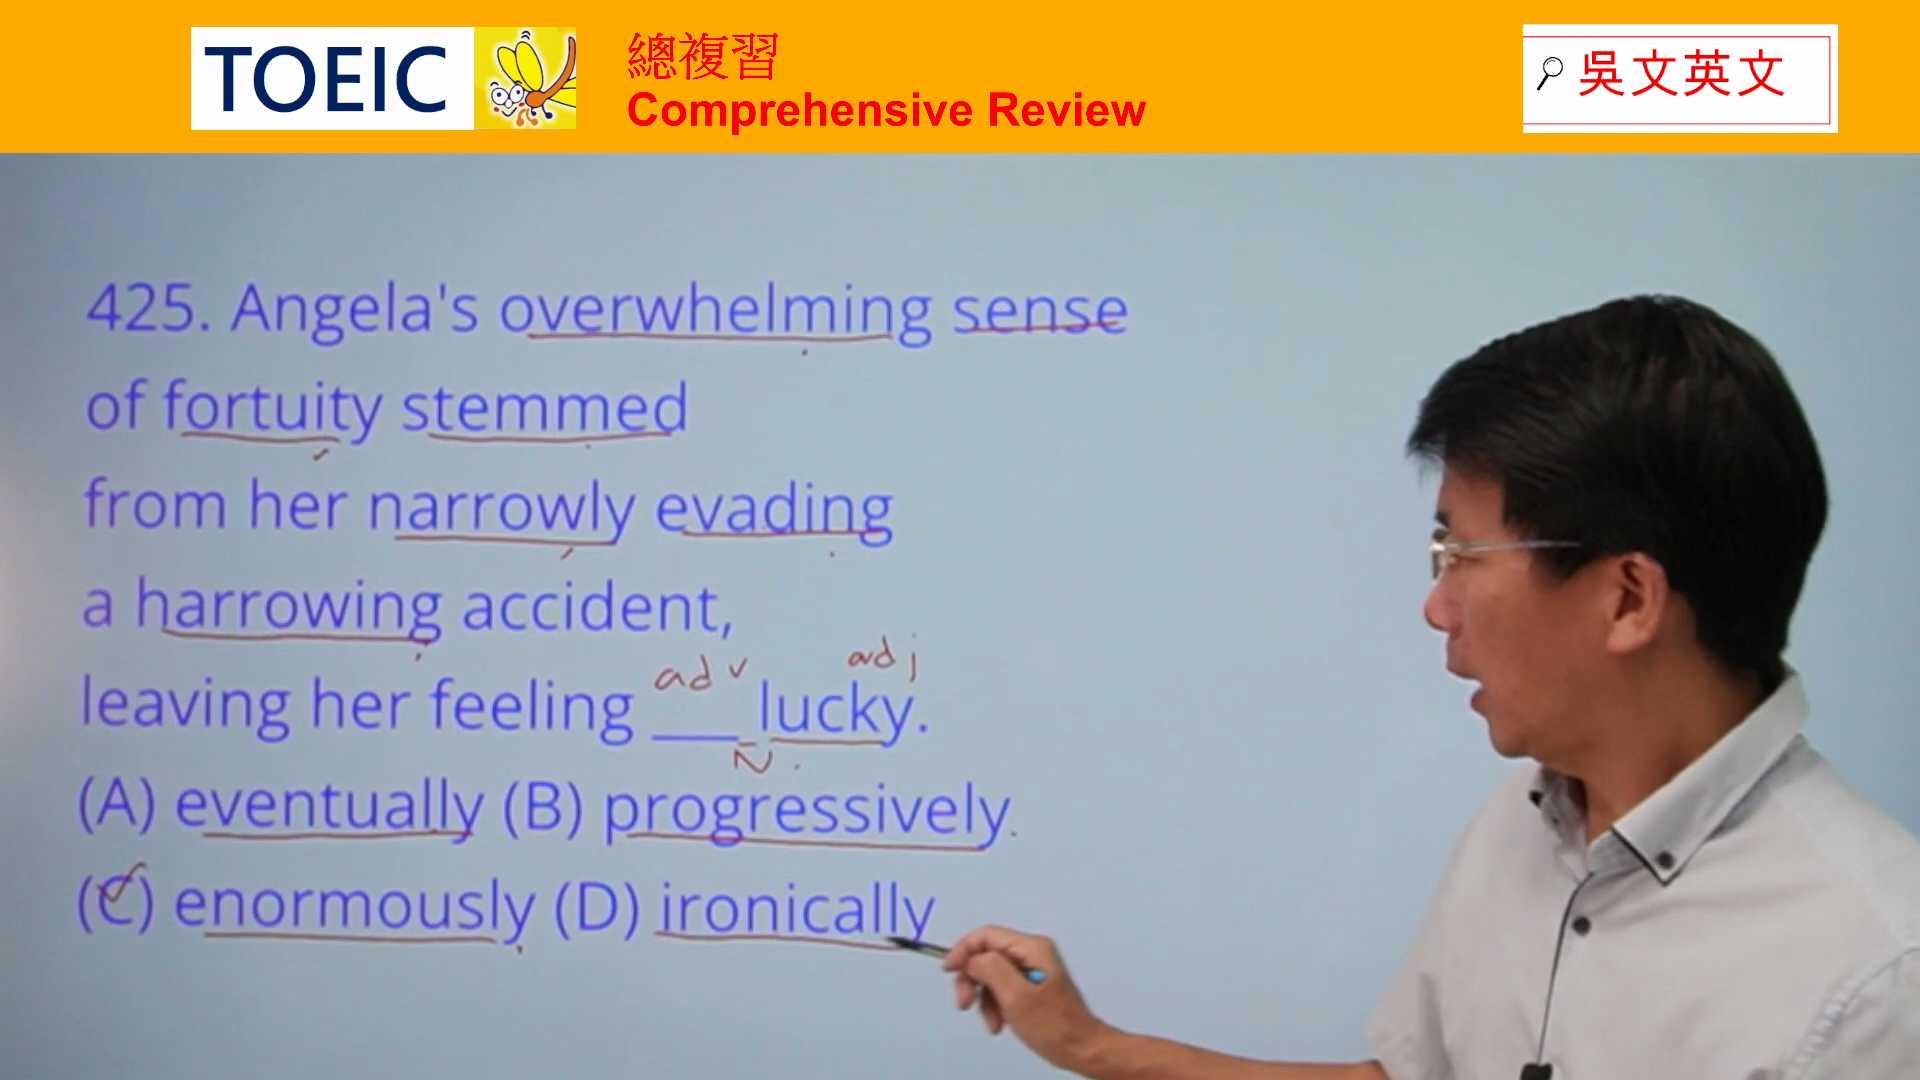 TOEIC
總複習
Comprehensive Review
吳文英文
425. Angela's overwhelming sense
of fortuity stemmed
from her narrowly evading
a harrowing accident,
adv adj
leaving her feeling ____ lucky.
N.
(A) eventually (B) progressively
(C) enormously (D) ironically